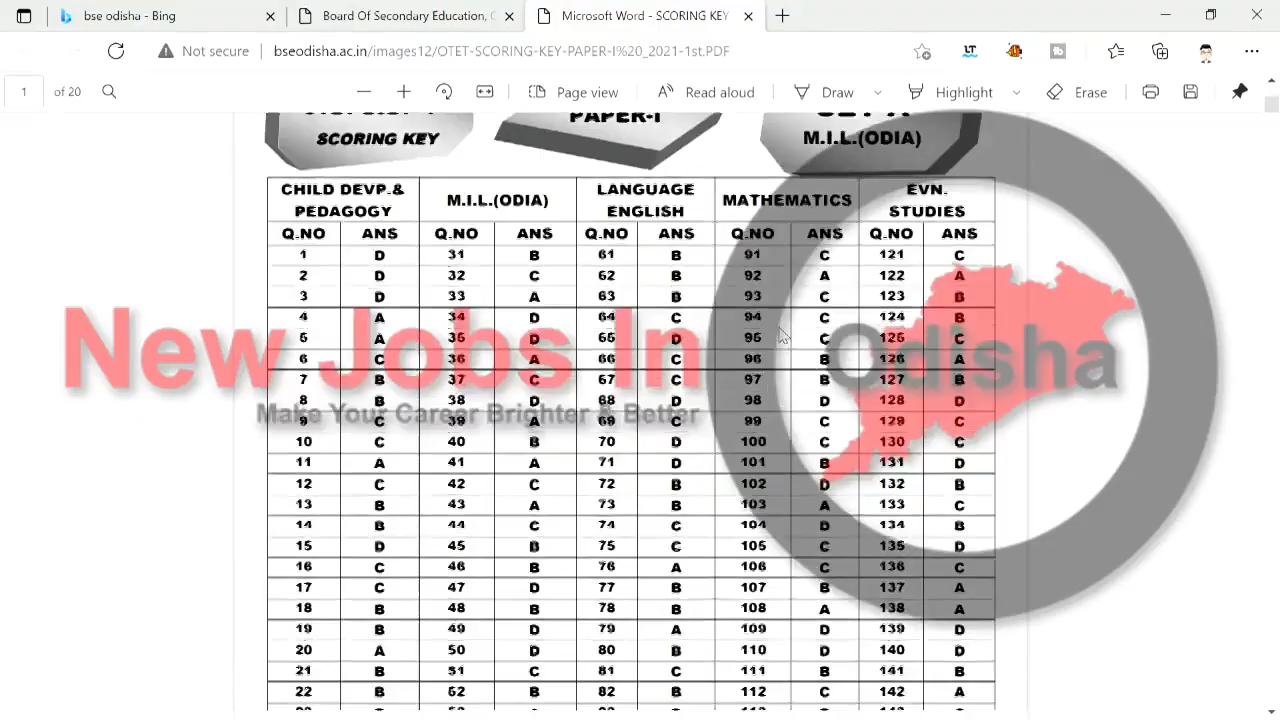 bse odisha - Bing
Board Of Secondary Education,
Microsoft Word - SCORING KEY
Not secure
bseodisha.ac.in/images12/OTET-SCORING-KEY-PAPER-I%20_2021-1st.PDF
1 of 20
Page view
Read aloud
Draw
Highlight
Erase
SCORING KEY
PAPER-I
M.I.L.(ODIA)
CHILD DEVP.& PEDAGOGY M.I.L.(ODIA) LANGUAGE ENGLISH MATHEMATICS EVN. STUDIES
Q.NO ANS Q.NO ANS Q.NO ANS Q.NO ANS Q.NO ANS
1 D 31 B 61 B 91 C 121 C
2 D 32 C 62 B 92 A 122 A
3 D 33 A 63 B 93 C 123 B
4 A 34 D 64 C 94 C 124 B
5 A 35 D 65 D 95 C 125 C
6 C 36 A 66 C 96 B 126 A
7 B 37 C 67 C 97 B 127 B
8 B 38 D 68 D 98 D 128 D
9 C 39 A 69 C 99 C 129 C
10 C 40 B 70 D 100 C 130 C
11 A 41 A 71 D 101 B 131 D
12 C 42 C 72 B 102 D 132 B
13 B 43 A 73 B 103 A 133 C
14 B 44 C 74 C 104 D 134 B
15 D 45 B 75 C 105 C 135 D
16 C 46 B 76 A 106 C 136 C
17 C 47 D 77 B 107 B 137 A
18 B 48 B 78 B 108 A 138 A
19 B 49 D 79 A 109 D 139 D
20 A 50 D 80 B 110 D 140 D
21 B 51 C 81 C 111 B 141 B
22 B 52 B 82 B 112 C 142 A
New Jobs In Odisha
Make Your Career Brighter & Better